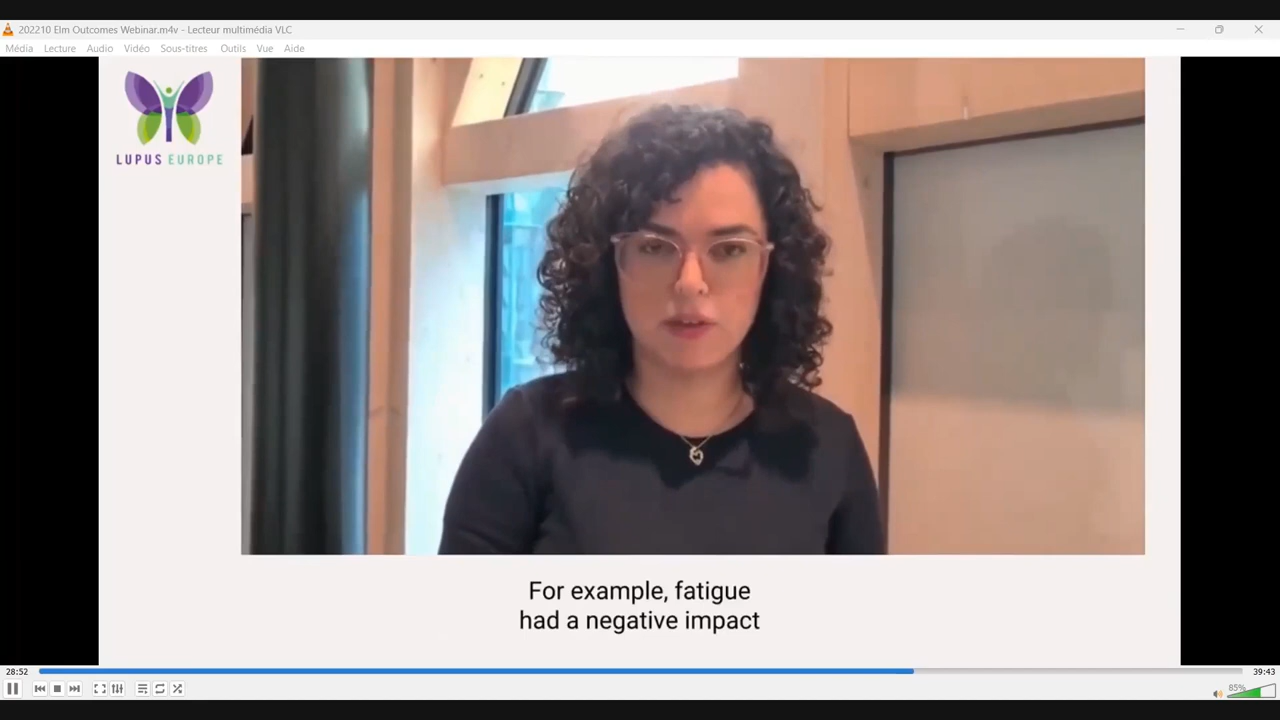 202210 Elm Outcomes Webinar.m4v - Lecteur multimédia VLC
Média Lecture Audio Vidéo Sous-titres Outils Vue Aide
LUPUS EUROPE
For example, fatigue
had a negative impact
28:52
39:43
85%